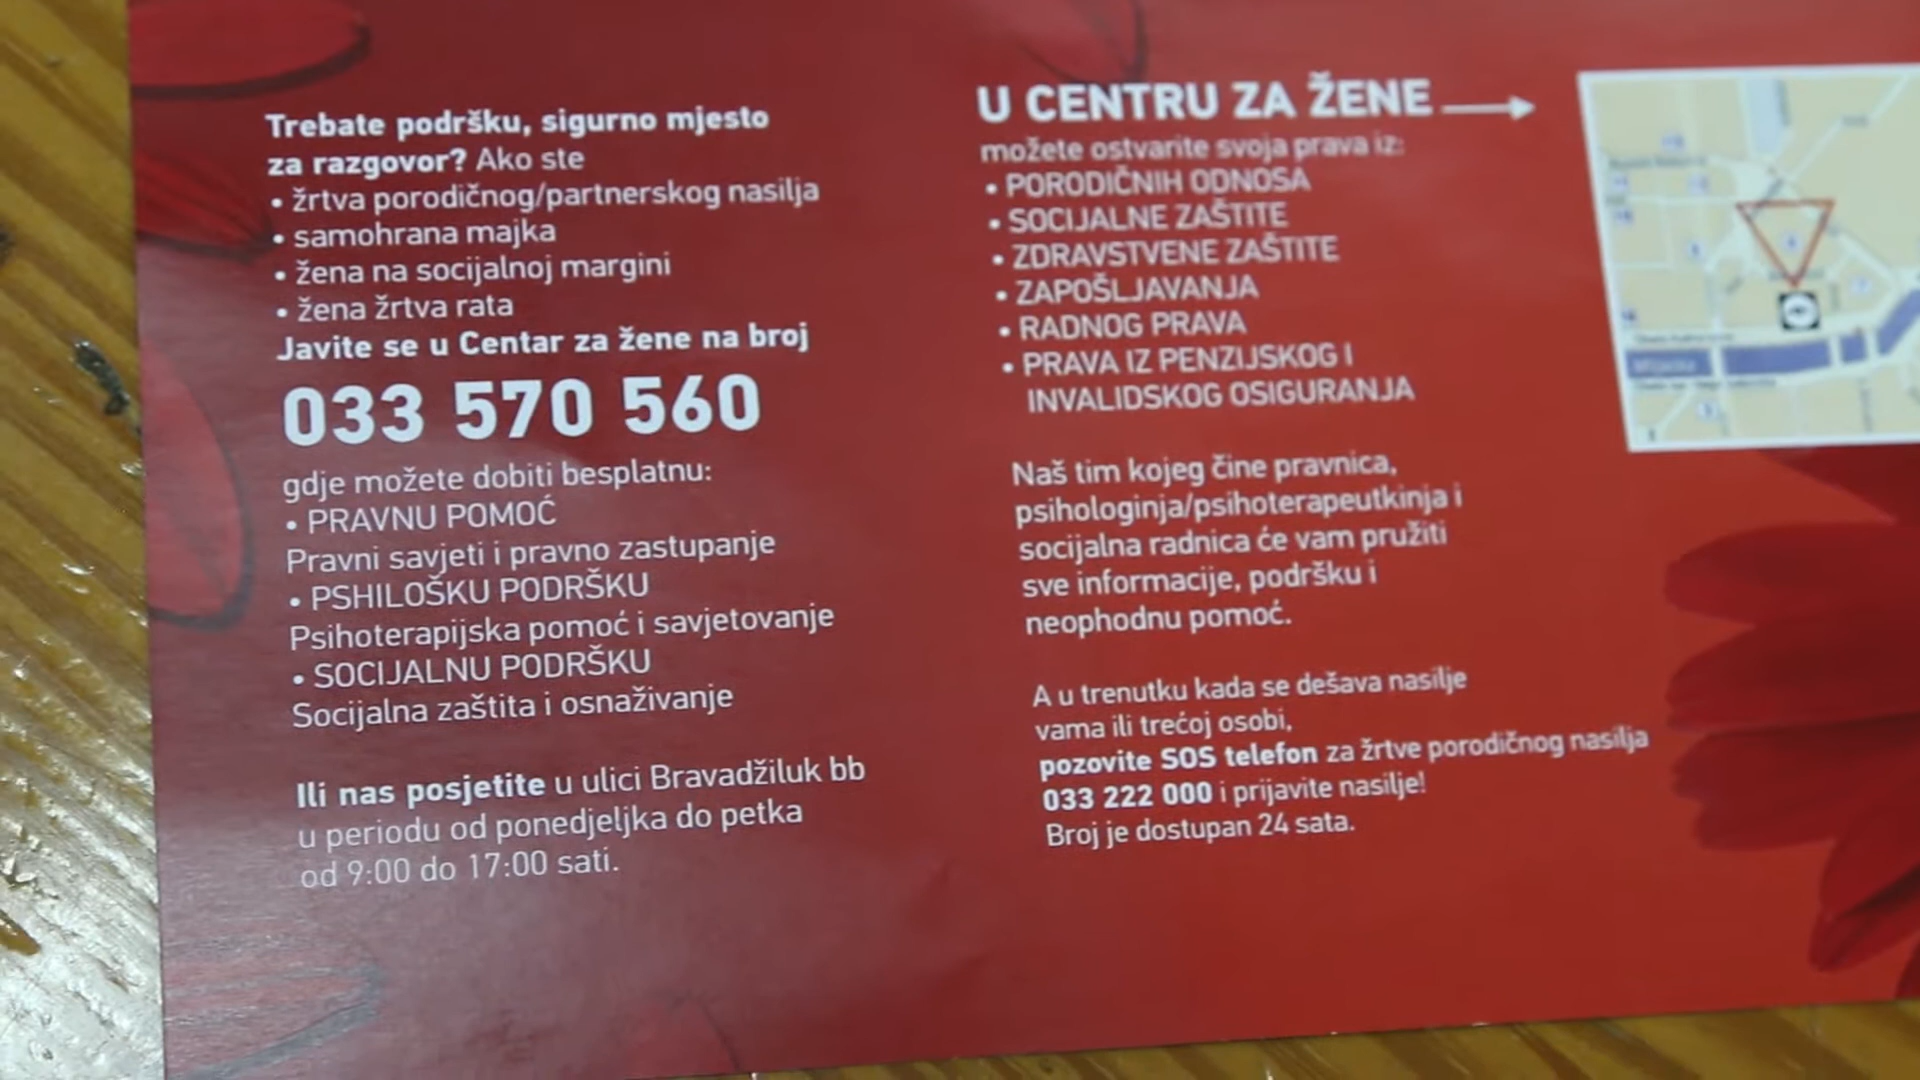 Trebate podršku, sigurno mjesto
za razgovor? Ako ste
• žrtva porodičnog/partnerskog nasilja
• samohrana majka
• žena na socijalnoj margini
• žena žrtva rata
Javite se u Centar za žene na broj
033 570 560
gdje možete dobiti besplatnu:
• PRAVNU POMOĆ
Pravni savjeti i pravno zastupanje
• PSHILOŠKU PODRŠKU
Psihoterapijska pomoć i savjetovanje
• SOCIJALNU PODRŠKU
Socijalna zaštita i osnaživanje
Ili nas posjetite u ulici Bravadžiluk bb
u periodu od ponedjeljka do petka
od 9:00 do 17:00 sati.
U CENTRU ZA ŽENE
možete ostvarite svoja prava iz:
• PORODIČNIH ODNOSA
• SOCIJALNE ZAŠTITE
• ZDRAVSTVENE ZAŠTITE
• ZAPOŠLJAVANJA
• RADNOG PRAVA
• PRAVA IZ PENZIJSKOG I
INVALIDSKOG OSIGURANJA
Naš tim kojeg čine pravnica,
psihologinja/psihoterapeutkinja i
socijalna radnica će vam pružiti
sve informacije, podršku i
neophodnu pomoć.
A u trenutku kada se dešava nasilje
vama ili trećoj osobi,
pozovite SOS telefon za žrtve porodičnog nasilja
033 222 000 i prijavite nasilje!
Broj je dostupan 24 sata.